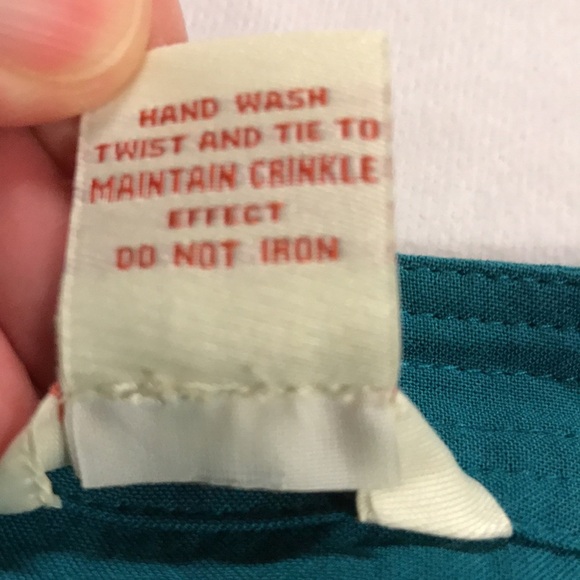 HAND WASH
TWIST AND TIE TO
MAINTAIN CRINKLE
EFFECT
DO NOT IRON